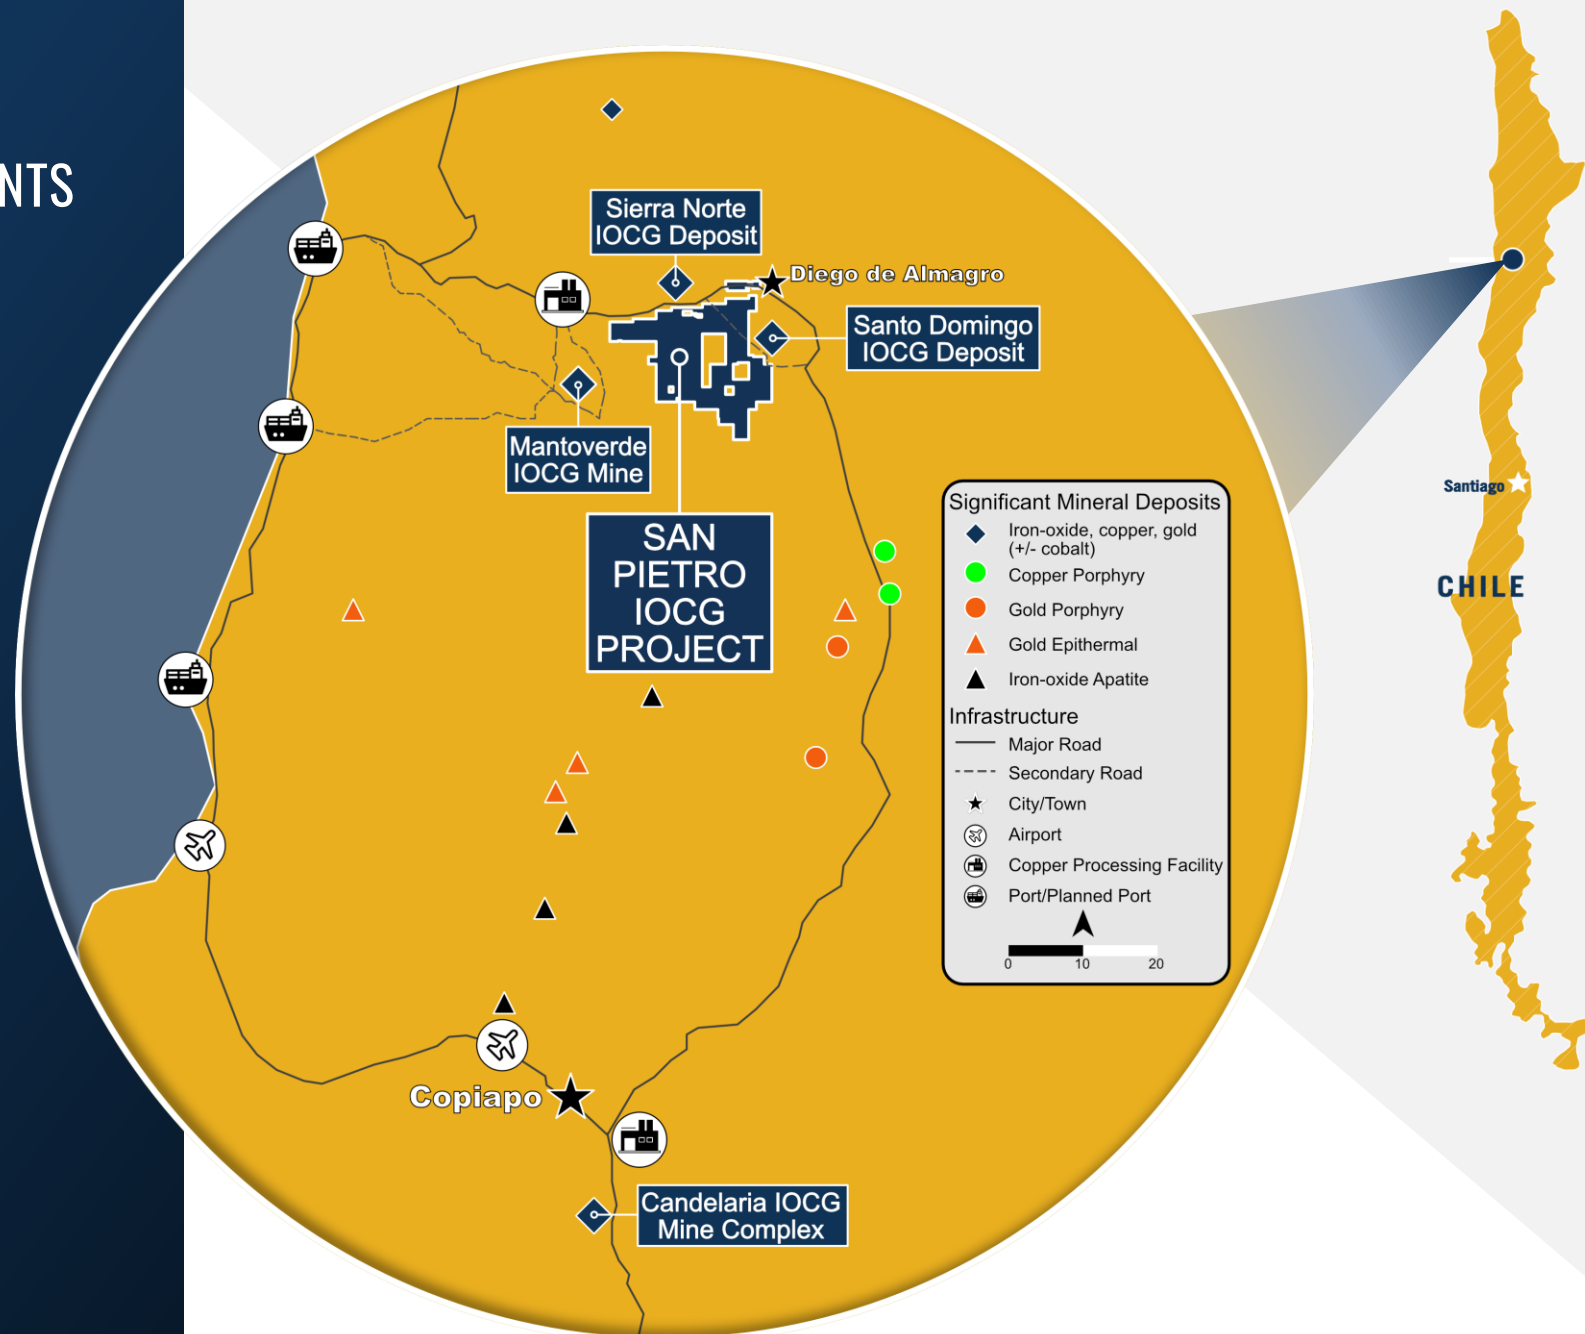 NTS
Sierra Norte
IOCG Deposit
Diego de Almagro
Santo Domingo
IOCG Deposit
Mantoverde
IOCG Mine
SAN
PIETRO
IOCG
PROJECT
Significant Mineral Deposits
Iron-oxide, copper, gold
(+/- cobalt)
Copper Porphyry
Gold Porphyry
Gold Epithermal
Iron-oxide Apatite
Infrastructure
Major Road
Secondary Road
City/Town
Airport
Copper Processing Facility
Port/Planned Port
0 10 20
Copiapo
Candelaria IOCG
Mine Complex
Santiago
CHILE